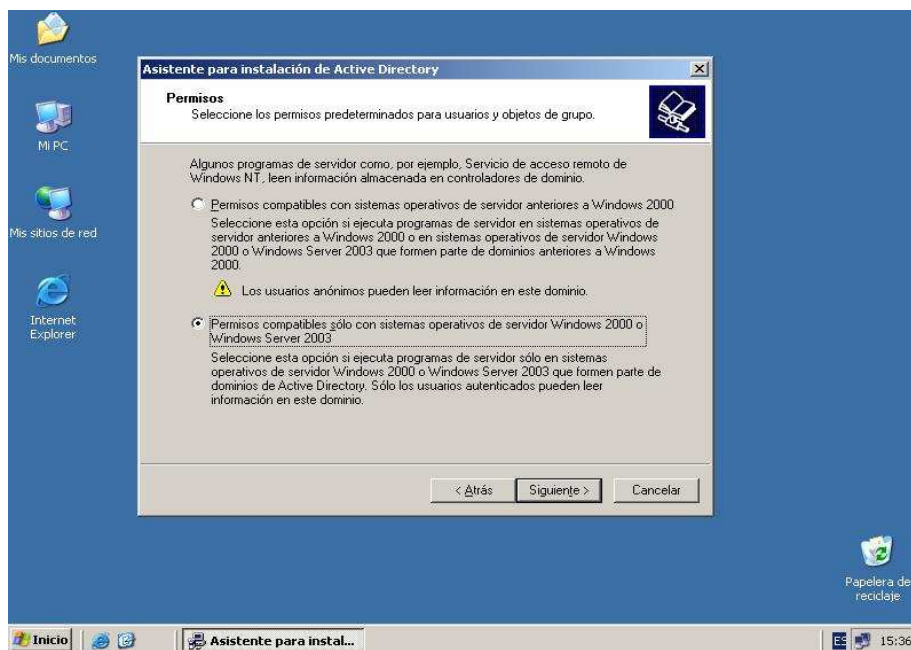 Mis documentos
Mi PC
Mis sitios de red
Internet
Explorer
Asistente para instalación de Active Directory
Permisos
Seleccione los permisos predeterminados para usuarios y objetos de grupo.
Algunos programas de servidor como, por ejemplo, Servicio de acceso remoto de
Windows NT, leen información almacenada en controladores de dominio.
Permisos compatibles con sistemas operativos de servidor anteriores a Windows 2000
Seleccione esta opción si ejecuta programas de servidor en sistemas operativos de
servidor anteriores a Windows 2000 o en sistemas operativos de servidor Windows
2000 o Windows Server 2003 que formen parte de dominios anteriores a Windows
2000.
Los usuarios anónimos pueden leer información en este dominio.
Permisos compatibles sólo con sistemas operativos de servidor Windows 2000 o
Windows Server 2003
Seleccione esta opción si ejecuta programas de servidor sólo en sistemas
operativos de servidor Windows 2000 o Windows Server 2003 que formen parte de
dominios de Active Directory. Sólo los usuarios autenticados pueden leer
información en este dominio.
< Atrás
Siguiente >
Cancelar
Papelera de
reciclaje
Inicio
Asistente para instal...
ES
15:36